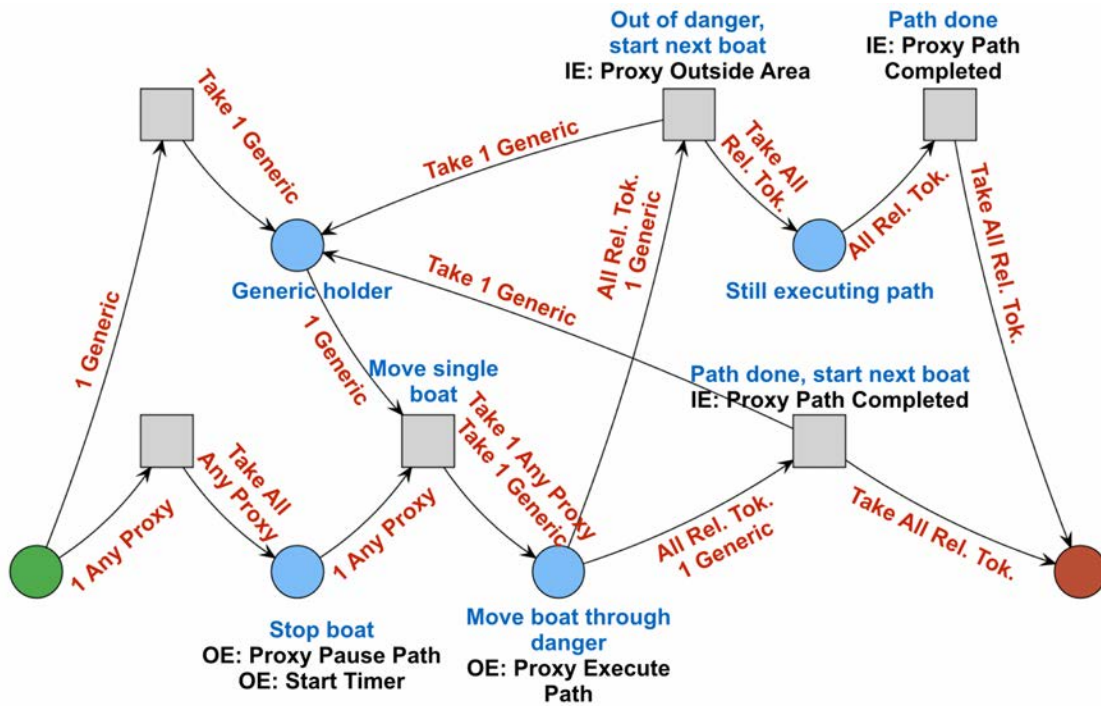 Out of danger,
start next boat
IE: Proxy Outside Area
Path done
IE: Proxy Path
Completed
Take 1 Generic
Take 1 Generic
Take All
Rel. Tok.
All Rel. Tok.
Take All Rel. Tok.
All Rel. Tok.
1 Generic
Generic holder
Take 1 Generic
Still executing path
1 Generic
1 Generic
Move single
boat
Path done, start next boat
IE: Proxy Path Completed
Take All
Any Proxy
Take 1 Any Proxy
Take 1 Generic
1 Any Proxy
1 Any Proxy
All Rel. Tok.
1 Generic
Take All Rel. Tok.
Stop boat
OE: Proxy Pause Path
OE: Start Timer
Move boat through
danger
OE: Proxy Execute
Path